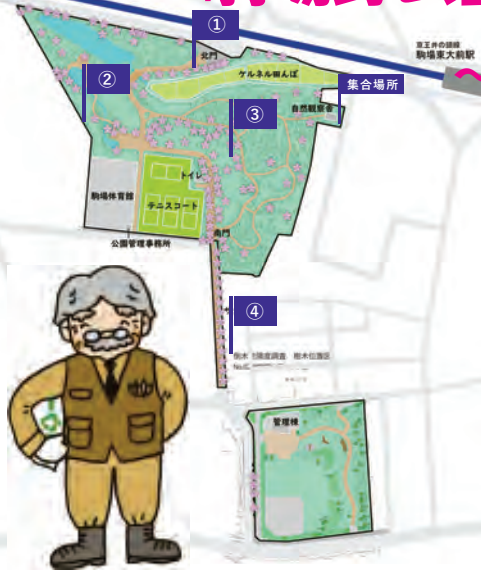 ①
北門
京王井の頭線
駒場東大前駅
ケルネル田んぼ
②
集合場所
③
自然観察舎
トイレ
駒場体育館
テニスコート
南門
公園管理事務所
④
管理棟